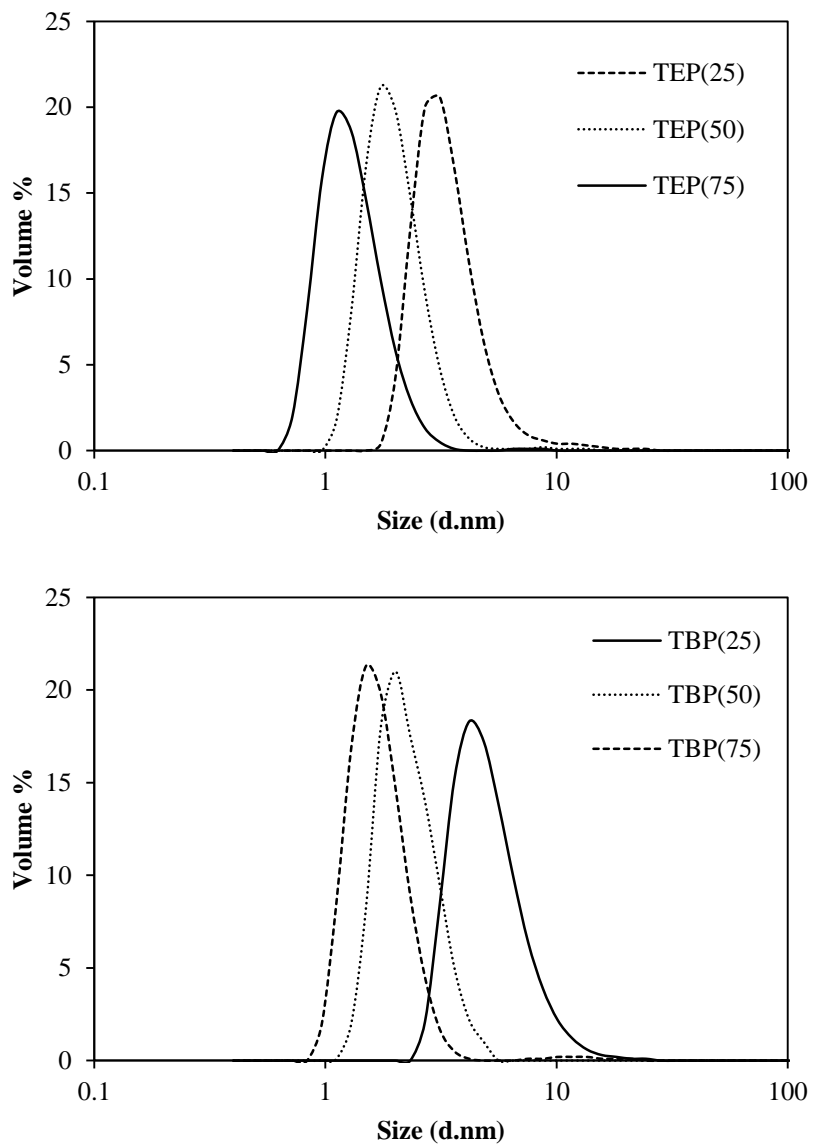 25
20
15
10
5
0
Volume %
TEP(25)
TEP(50)
TEP(75)
0.1 1 10 100
Size (d.nm)
25
20
15
10
5
0
Volume %
TBP(25)
TBP(50)
TBP(75)
0.1 1 10 100
Size (d.nm)